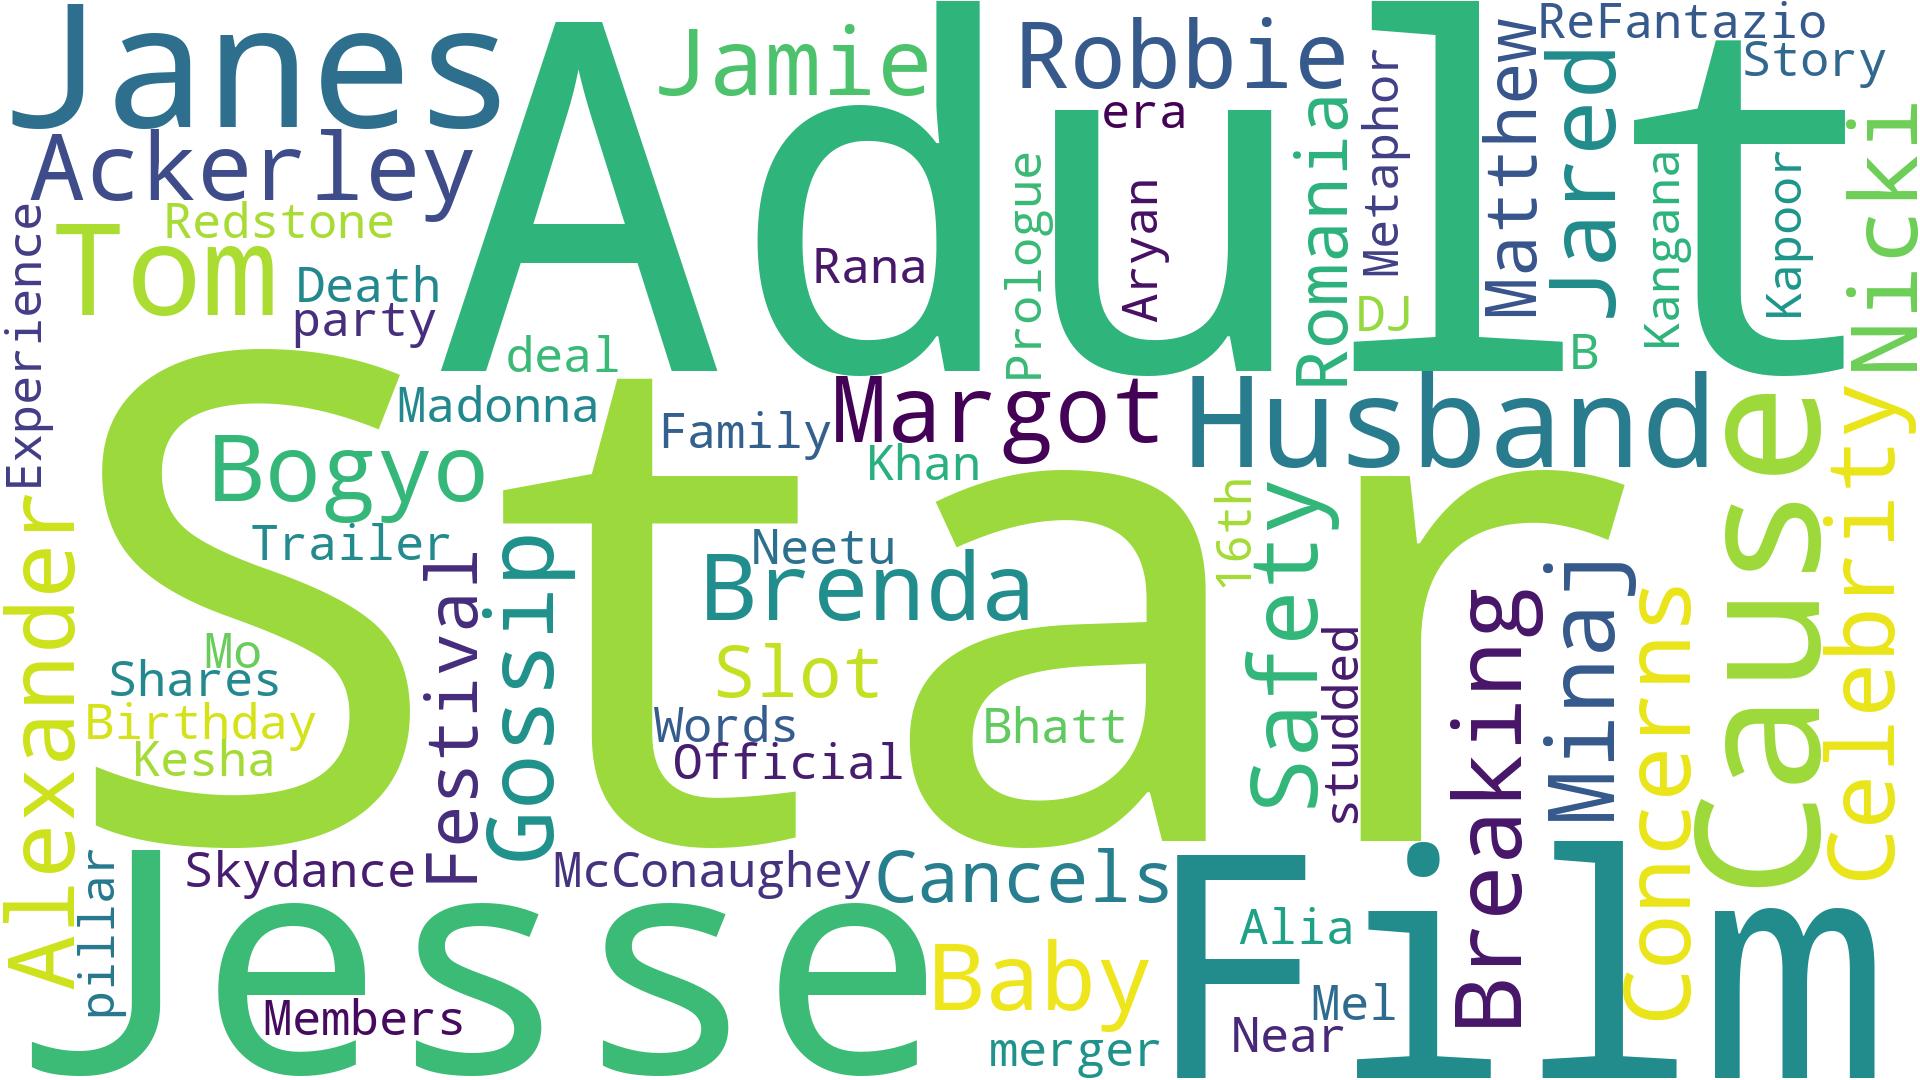 Janes
Adult
Jamie
Robbie
ReFantazio
Story
Ackerley
era
Matthew
Jared
Metaphor
Romania
Nicki
Redstone
Tom
Experience
Death
party
Rana
Prologue
Aryan
DJ
B
Kangana
Kapoor
deal
Madonna
Family
Margot
Husband
Khan
Bogyo
Star
Trailer
Festival
Gossip
Neetu
Brenda
16th
Safety
studded
Breaking
Minaj
Concerns
Cause
Celebrity
Alexander
Mo
Shares
Birthday
Kesha
Slot
Words
Official
Bhatt
pillar
Skydance
McConaughey
Cancels
Jesse
Members
Baby
merger
Film
Alia
Mel
Near